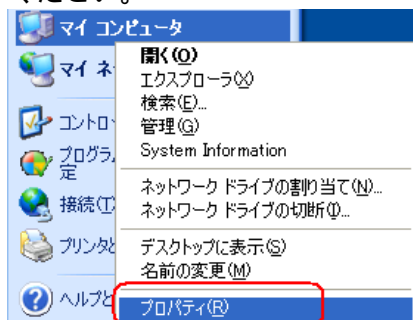 ください。
マイ コンピュータ
開く(O)
エクスプローラ(X)
検索(E)...
管理(G)
System Information
ネットワーク ドライブの割り当て(N)...
ネットワーク ドライブの切断(I)...
デスクトップに表示(S)
名前の変更(M)
プロパティ(R)
マイ ネ
コントロ
プログラ
定
接続(T)
プリンタと
ヘルプと